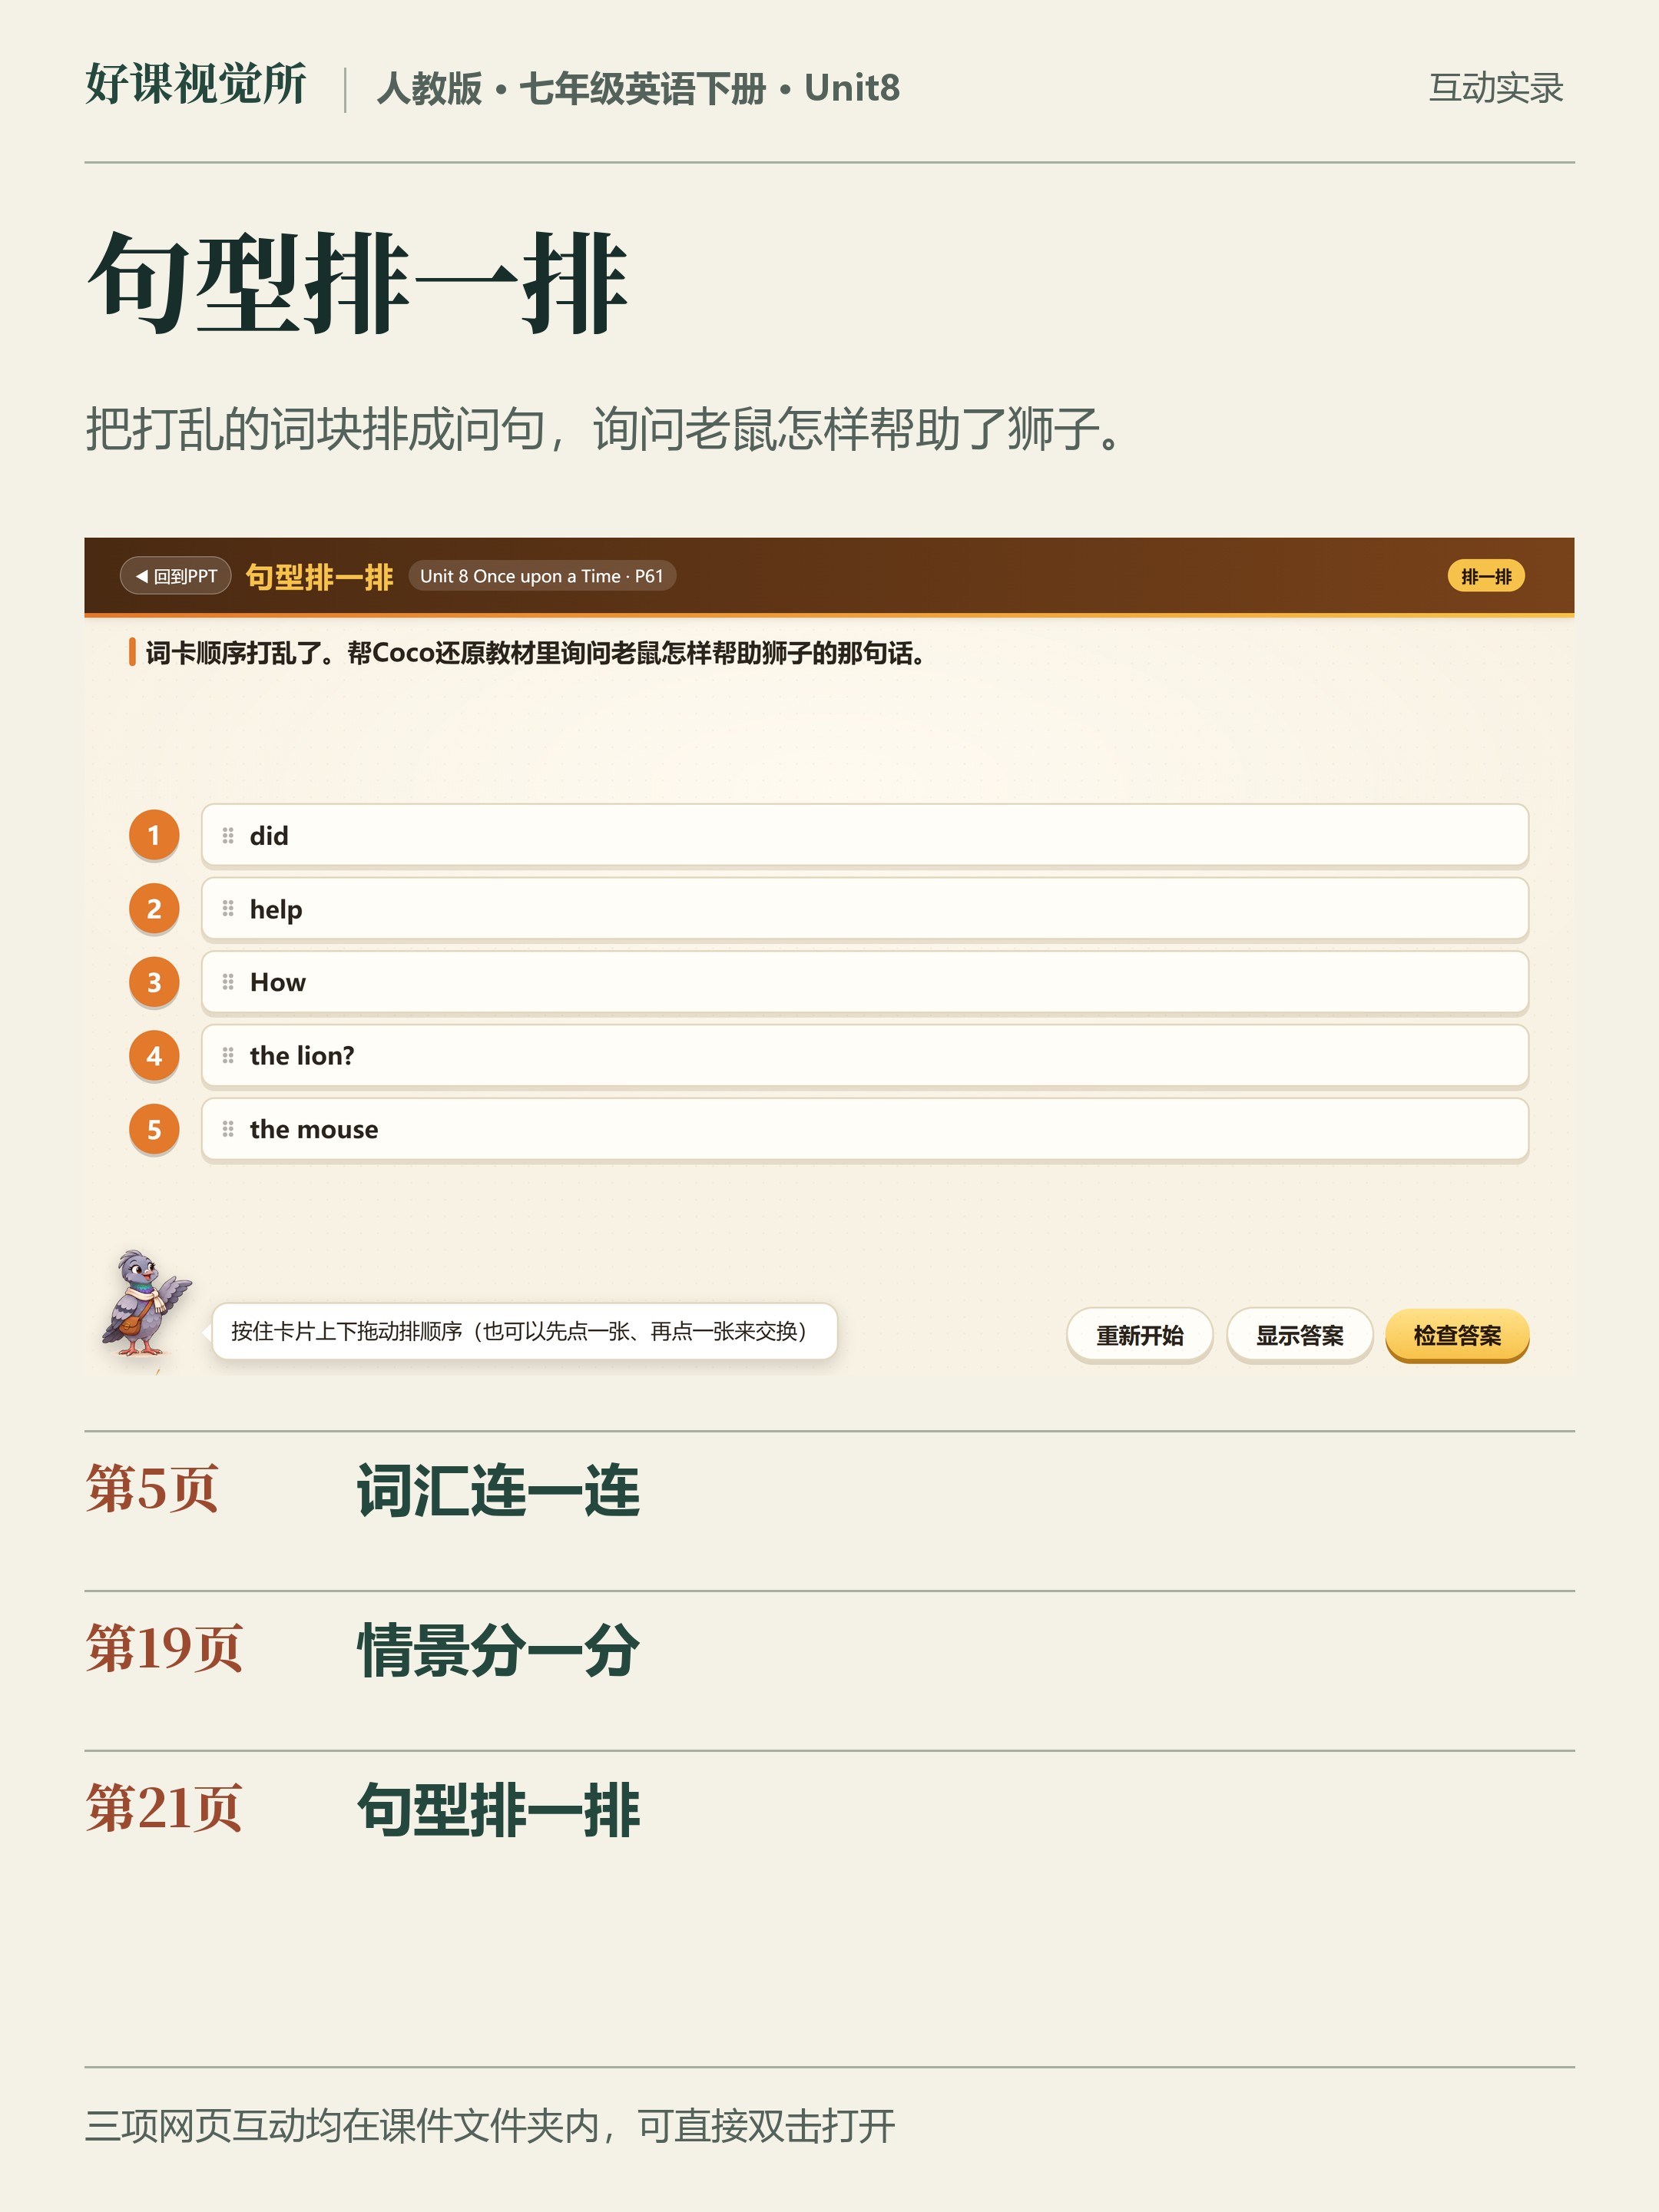 好课视觉所 | 人教版 • 七年级英语下册 • Unit8 互动实录
句型排一排
把打乱的词块排成问句，询问老鼠怎样帮助了狮子。
◀ 回到PPT 句型排一排 Unit 8 Once upon a Time · P61 排一排
词卡顺序打乱了。帮Coco还原教材里询问老鼠怎样帮助狮子的那句话。
1 did
2 help
3 How
4 the lion?
5 the mouse
按住卡片上下拖动排顺序（也可以先点一张、再点一张来交换） 重新开始 显示答案 检查答案
第5页 词汇连一连
第19页 情景分一分
第21页 句型排一排
三项网页互动均在课件文件夹内，可直接双击打开